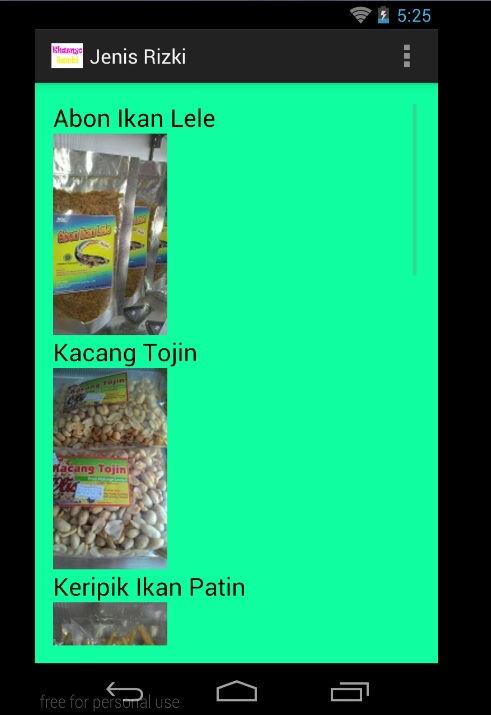 5:25
Jenis Rizki
Abon Ikan Lele
Abon Ikan Lele
Kacang Tojin
Kacang Tojin
Kacang Tojin
Keripik Ikan Patin
free for personal use